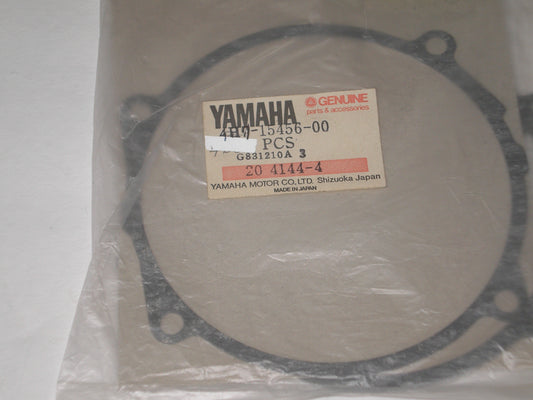 YAMAHA
GENUINE
parts & accessories
4H7-15456-00
PCS
G831210A 3
20 4144-4
YAMAHA MOTOR CO., LTD. Shizuoka Japan
MADE IN JAPAN